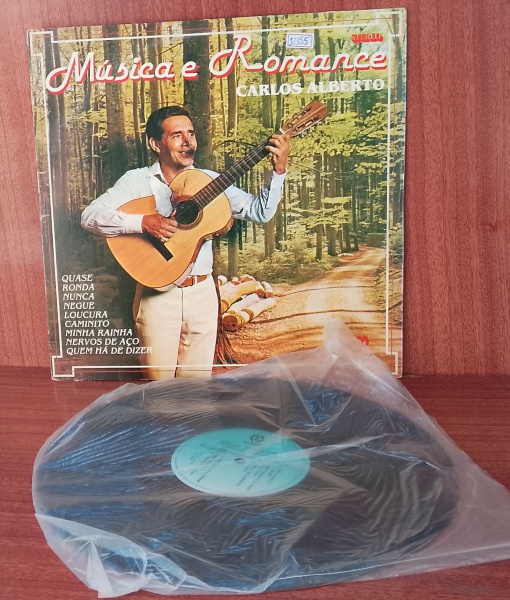 STEREO
Música e Romance
CARLOS ALBERTO
QUASE
RONDA
NUNCA
NEGUE
LOUCURA
CAMINITO
MINHA RAINHA
NERVOS DE AÇO
QUEM HÁ DE DIZER